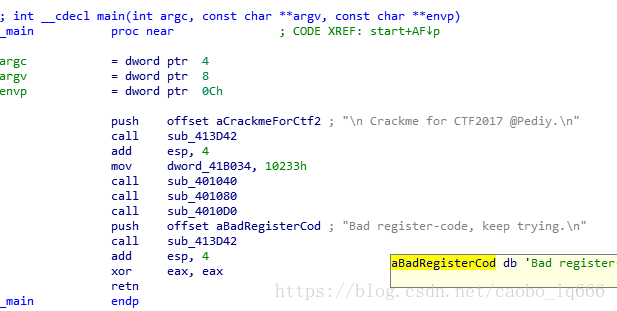 ; int __cdecl main(int argc, const char **argv, const char **envp)
_main proc near ; CODE XREF: start+AF↓p
argc = dword ptr 4
argv = dword ptr 8
envp = dword ptr 0Ch
push offset aCrackmeForCtf2 ; "\n Crackme for CTF2017 @Pediy.\n"
call sub_413D42
add esp, 4
mov dword_41B034, 10233h
call sub_401040
call sub_401080
call sub_4010D0
push offset aBadRegisterCod ; "Bad register-code, keep trying.\n"
call sub_413D42
add esp, 4
aBadRegisterCod db 'Bad register
xor eax, eax
retn
_main endp
https://blog.csdn.net/caobo_lq666